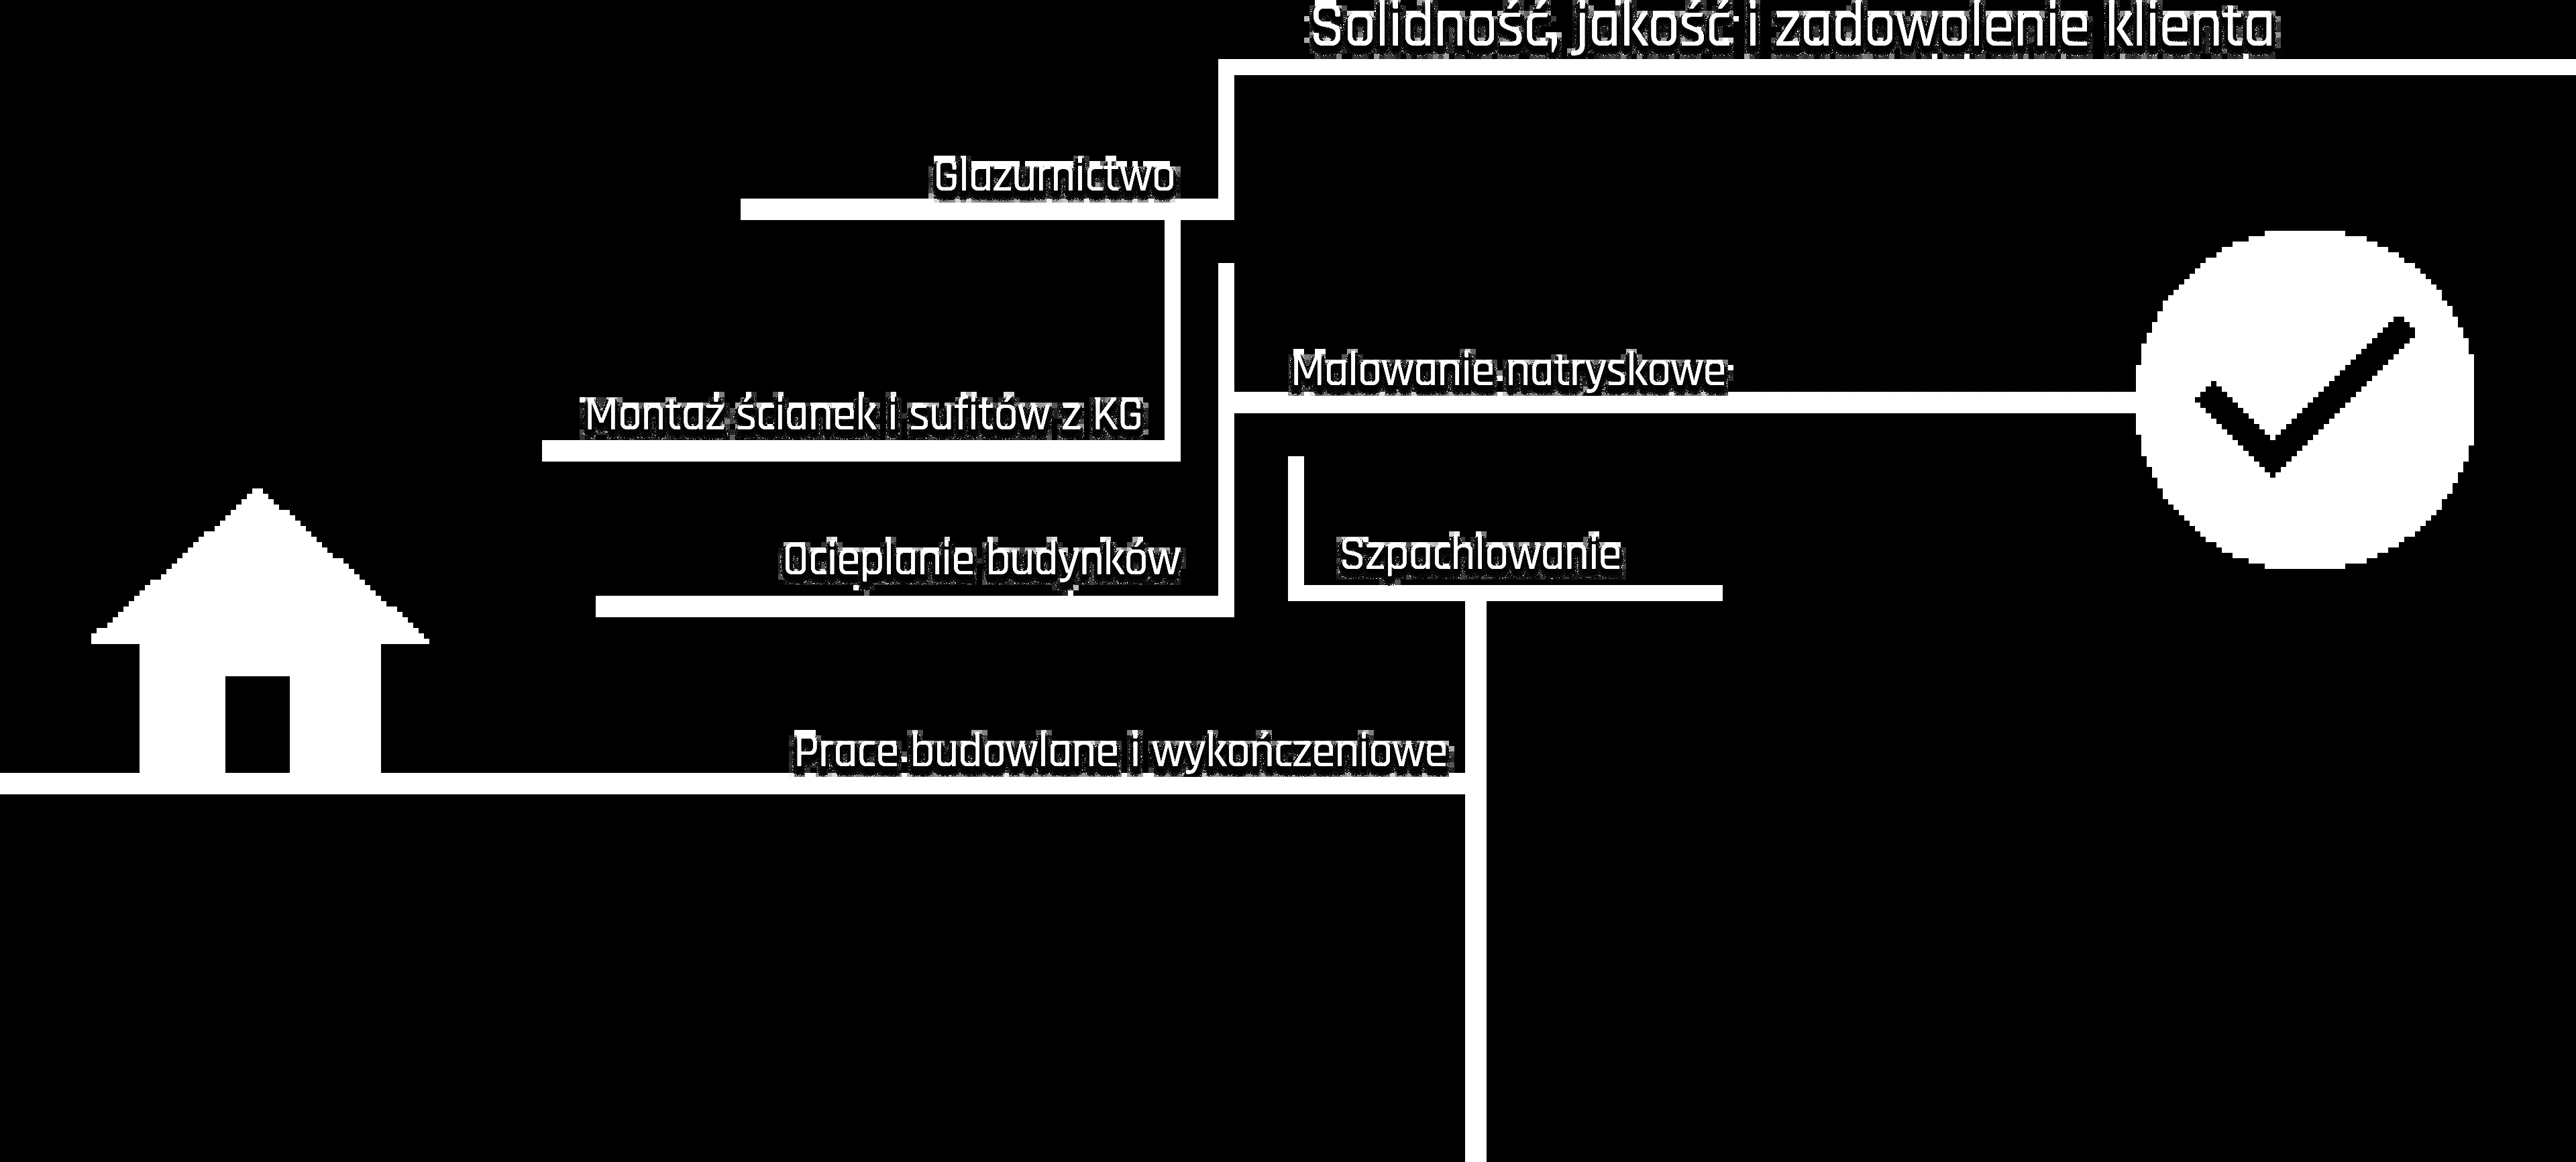 Solidność, jakość i zadowolenie klienta
Glazurnictwo
Malowanie natryskowe
Montaż ścianek i sufitów z KG
Szpachlowanie
Ocieplanie budynków
Prace budowlane i wykończeniowe